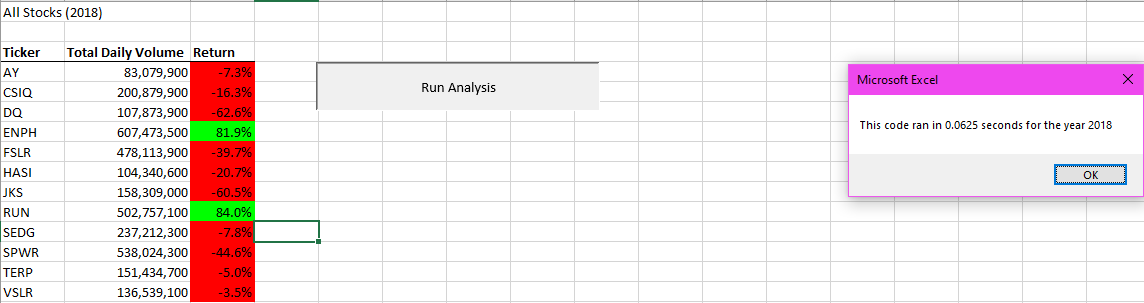 All Stocks (2018)
Ticker Total Daily Volume Return
AY 83,079,900 -7.3%
CSIQ 200,879,900 -16.3%
DQ 107,873,900 -62.6%
ENPH 607,473,500 81.9%
FSLR 478,113,900 -39.7%
HASI 104,340,600 -20.7%
JKS 158,309,000 -60.5%
RUN 502,757,100 84.0%
SEDG 237,212,300 -7.8%
SPWR 538,024,300 -44.6%
TERP 151,434,700 -5.0%
VSLR 136,539,100 -3.5%
Run Analysis
Microsoft Excel
This code ran in 0.0625 seconds for the year 2018
OK